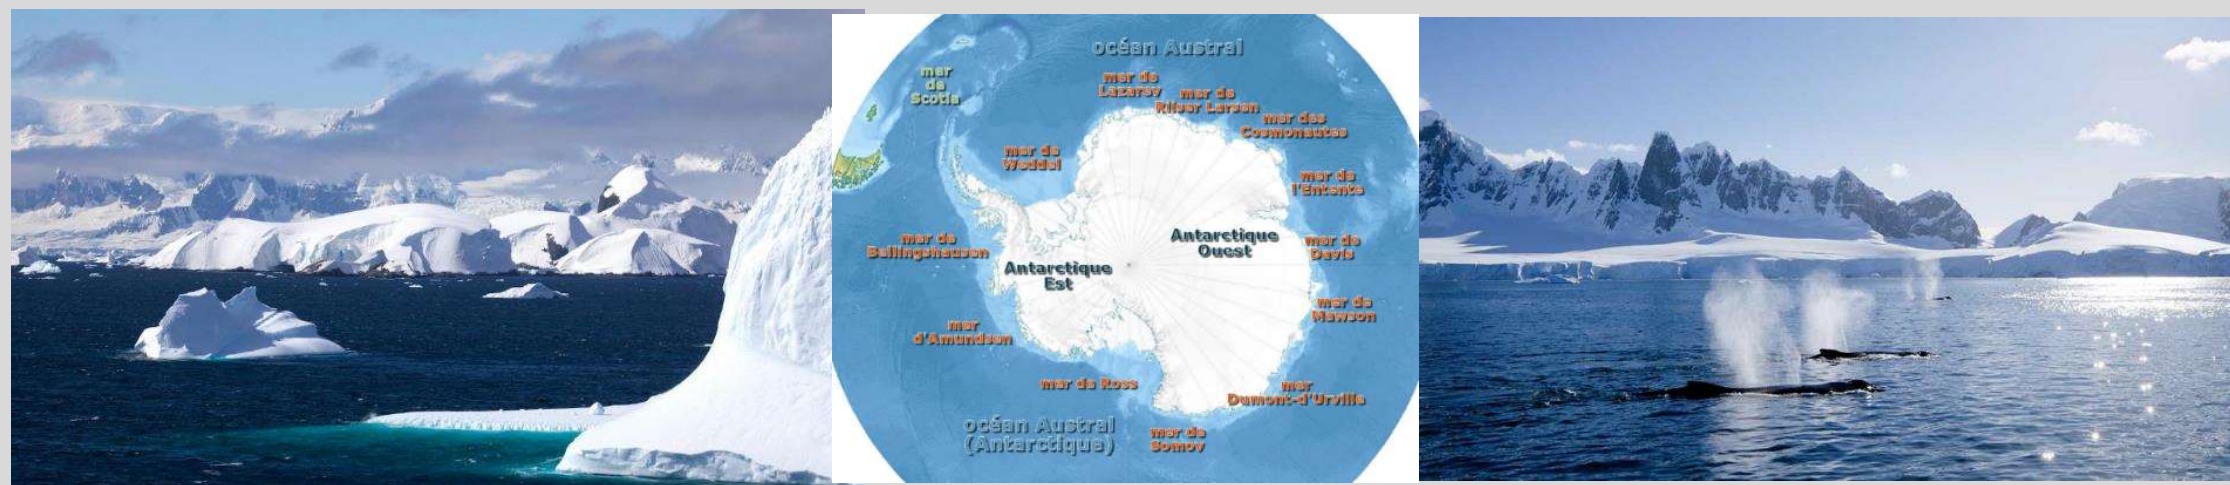 océan Austral
mer
de
Scotia
mer de
Lazarev
mer de
Riiser Larsen
mer des
Cosmonautes
mer de
Weddel
mer de
l'Entente
Antarctique
Ouest
mer de
Davis
mer de
Bellingshausen
Antarctique
Est
mer de
Mawson
mer
d'Amundsen
mer de Ross
mer
Dumont-d'Urville
océan Austral
(Antarctique)
mer de
Somov